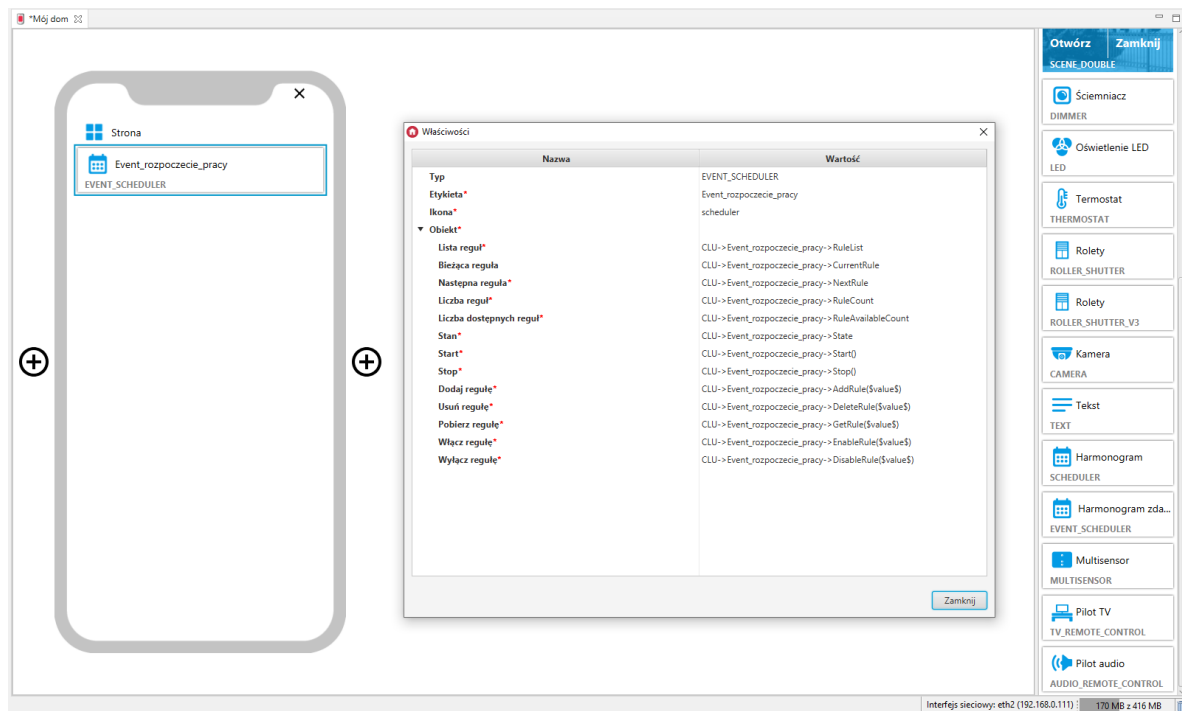 *Mój dom
Strona
Event_rozpoczecie_pracy
EVENT_SCHEDULER
Właściwości
Nazwa Wartość
Typ EVENT_SCHEDULER
Etykieta* Event_rozpoczecie_pracy
Ikona* scheduler
Obiekt*
Lista reguł* CLU->Event_rozpoczecie_pracy->RuleList
Bieżąca reguła CLU->Event_rozpoczecie_pracy->CurrentRule
Następna reguła* CLU->Event_rozpoczecie_pracy->NextRule
Liczba reguł* CLU->Event_rozpoczecie_pracy->RuleCount
Liczba dostępnych reguł* CLU->Event_rozpoczecie_pracy->RuleAvailableCount
Stan* CLU->Event_rozpoczecie_pracy->State
Start* CLU->Event_rozpoczecie_pracy->Start()
Stop* CLU->Event_rozpoczecie_pracy->Stop()
Dodaj regułę* CLU->Event_rozpoczecie_pracy->AddRule($value$)
Usuń regułę* CLU->Event_rozpoczecie_pracy->DeleteRule($value$)
Pobierz regułę* CLU->Event_rozpoczecie_pracy->GetRule($value$)
Włącz regułę* CLU->Event_rozpoczecie_pracy->EnableRule($value$)
Wyłącz regułę* CLU->Event_rozpoczecie_pracy->DisableRule($value$)
Zamknij
Otwórz Zamknij
SCENE_DOUBLE
Ściemniacz
DIMMER
Oświetlenie LED
LED
Termostat
THERMOSTAT
Rolety
ROLLER_SHUTTER
Rolety
ROLLER_SHUTTER_V3
Kamera
CAMERA
Tekst
TEXT
Harmonogram
SCHEDULER
Harmonogram zda...
EVENT_SCHEDULER
Multisensor
MULTISENSOR
Pilot TV
TV_REMOTE_CONTROL
Pilot audio
AUDIO_REMOTE_CONTROL
Interfejs sieciowy: eth2 (192.168.0.111) 170 MB z 416 MB